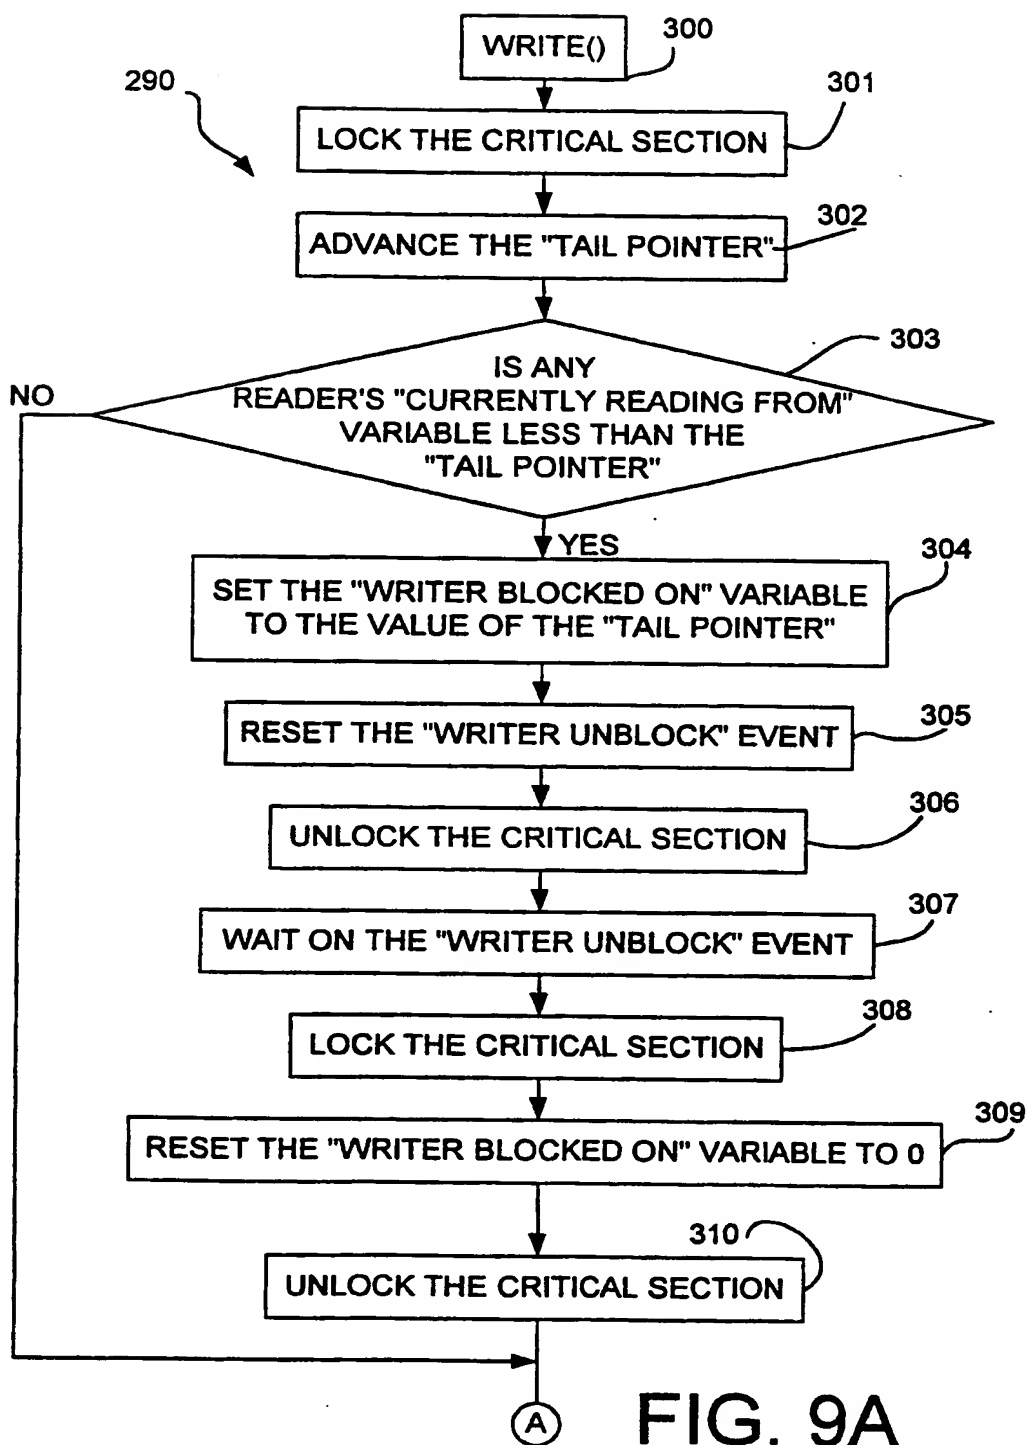 WRITE()
300
290
301
LOCK THE CRITICAL SECTION
302
ADVANCE THE "TAIL POINTER"
303
IS ANY
READER'S "CURRENTLY READING FROM"
VARIABLE LESS THAN THE
"TAIL POINTER"
NO
YES
304
SET THE "WRITER BLOCKED ON" VARIABLE
TO THE VALUE OF THE "TAIL POINTER"
305
RESET THE "WRITER UNBLOCK" EVENT
306
UNLOCK THE CRITICAL SECTION
307
WAIT ON THE "WRITER UNBLOCK" EVENT
308
LOCK THE CRITICAL SECTION
309
RESET THE "WRITER BLOCKED ON" VARIABLE TO 0
310
UNLOCK THE CRITICAL SECTION
A
FIG. 9A